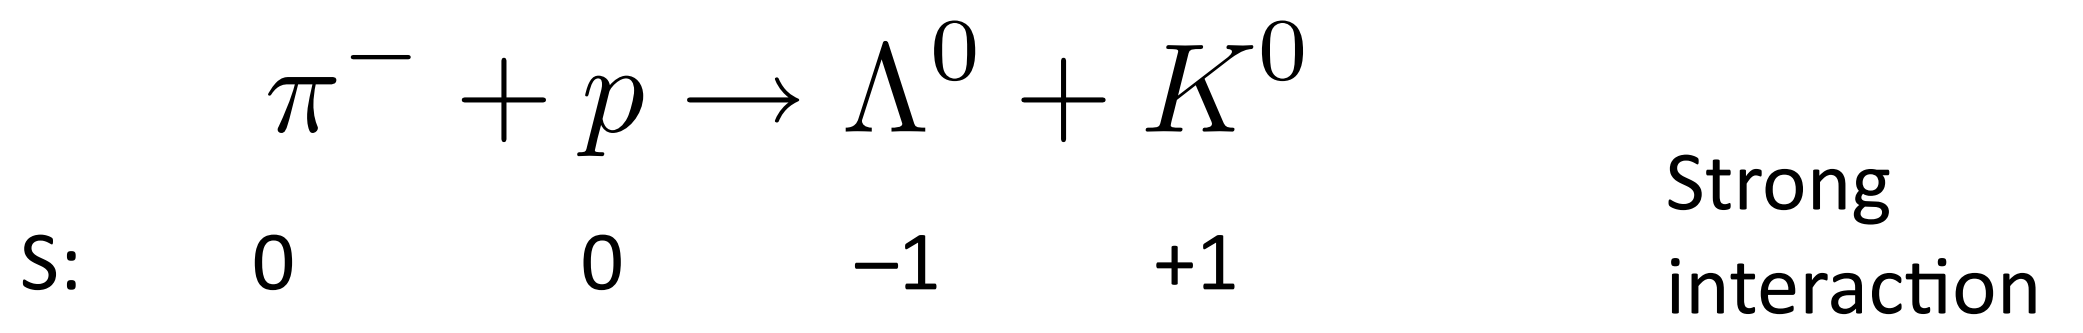 π⁻ + p → Λ⁰ + K⁰
S: 0 0 –1 +1
Strong
interaction